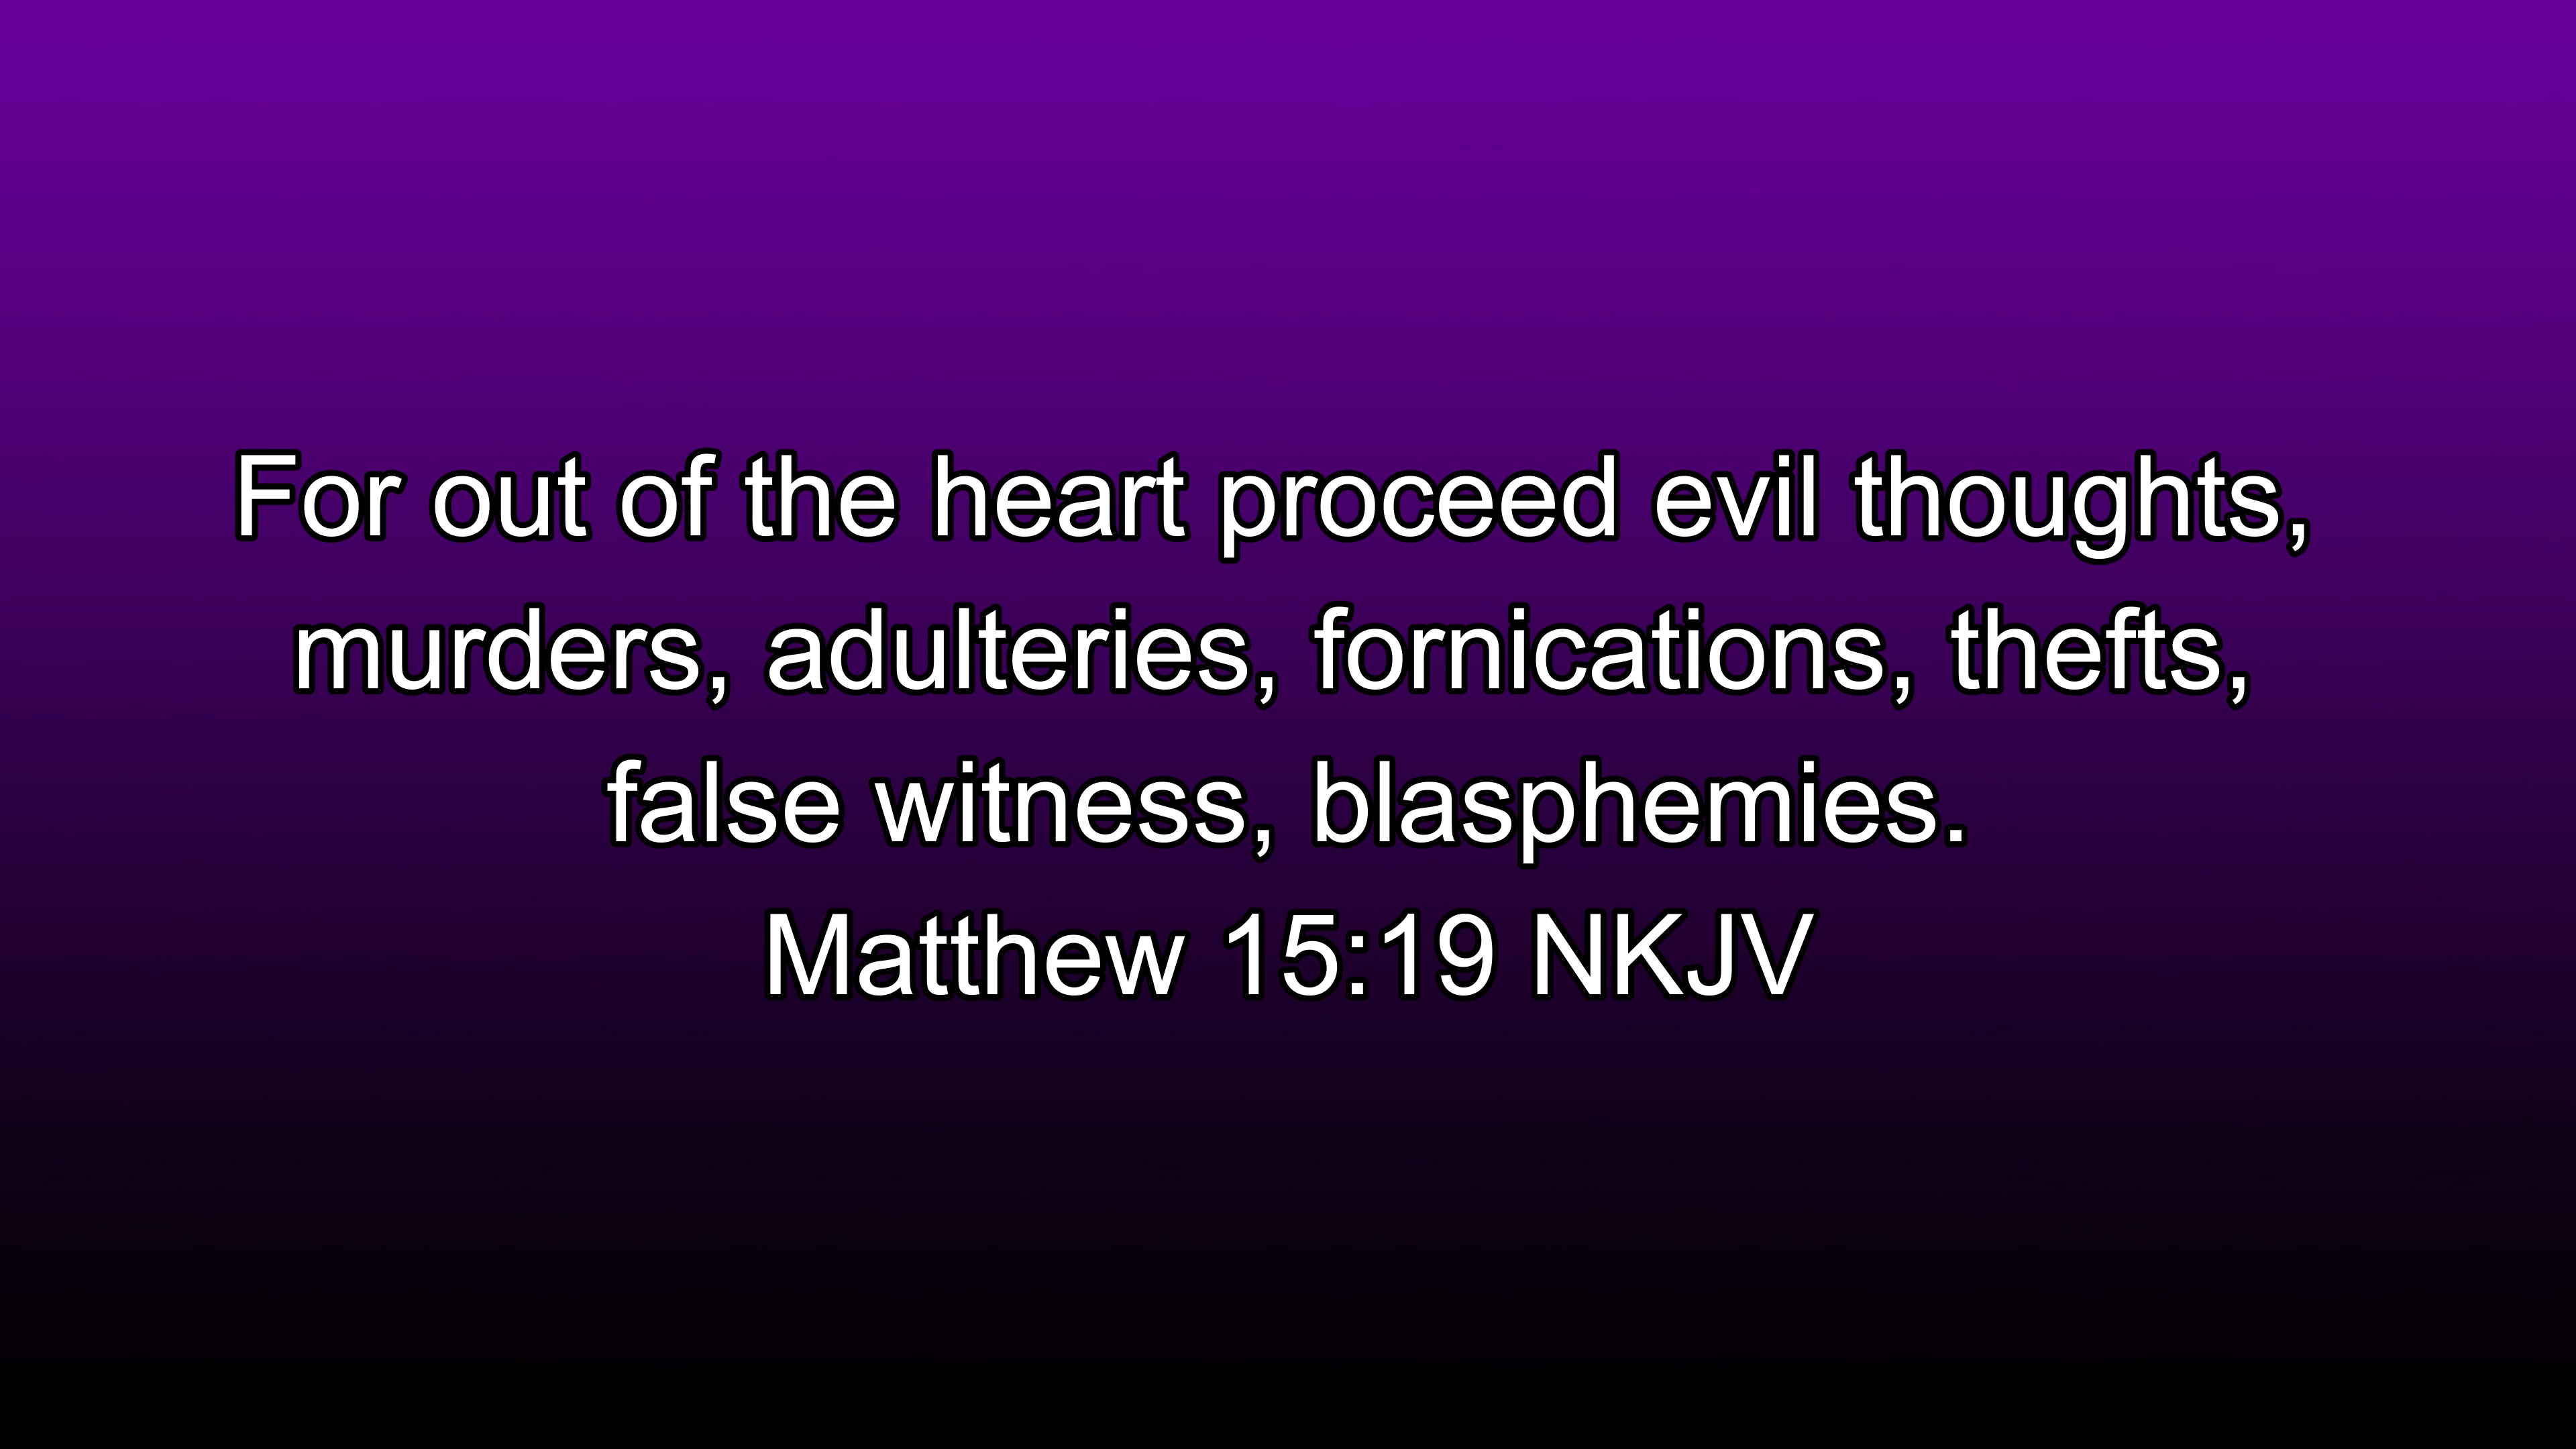 For out of the heart proceed evil thoughts,
murders, adulteries, fornications, thefts,
false witness, blasphemies.
Matthew 15:19 NKJV